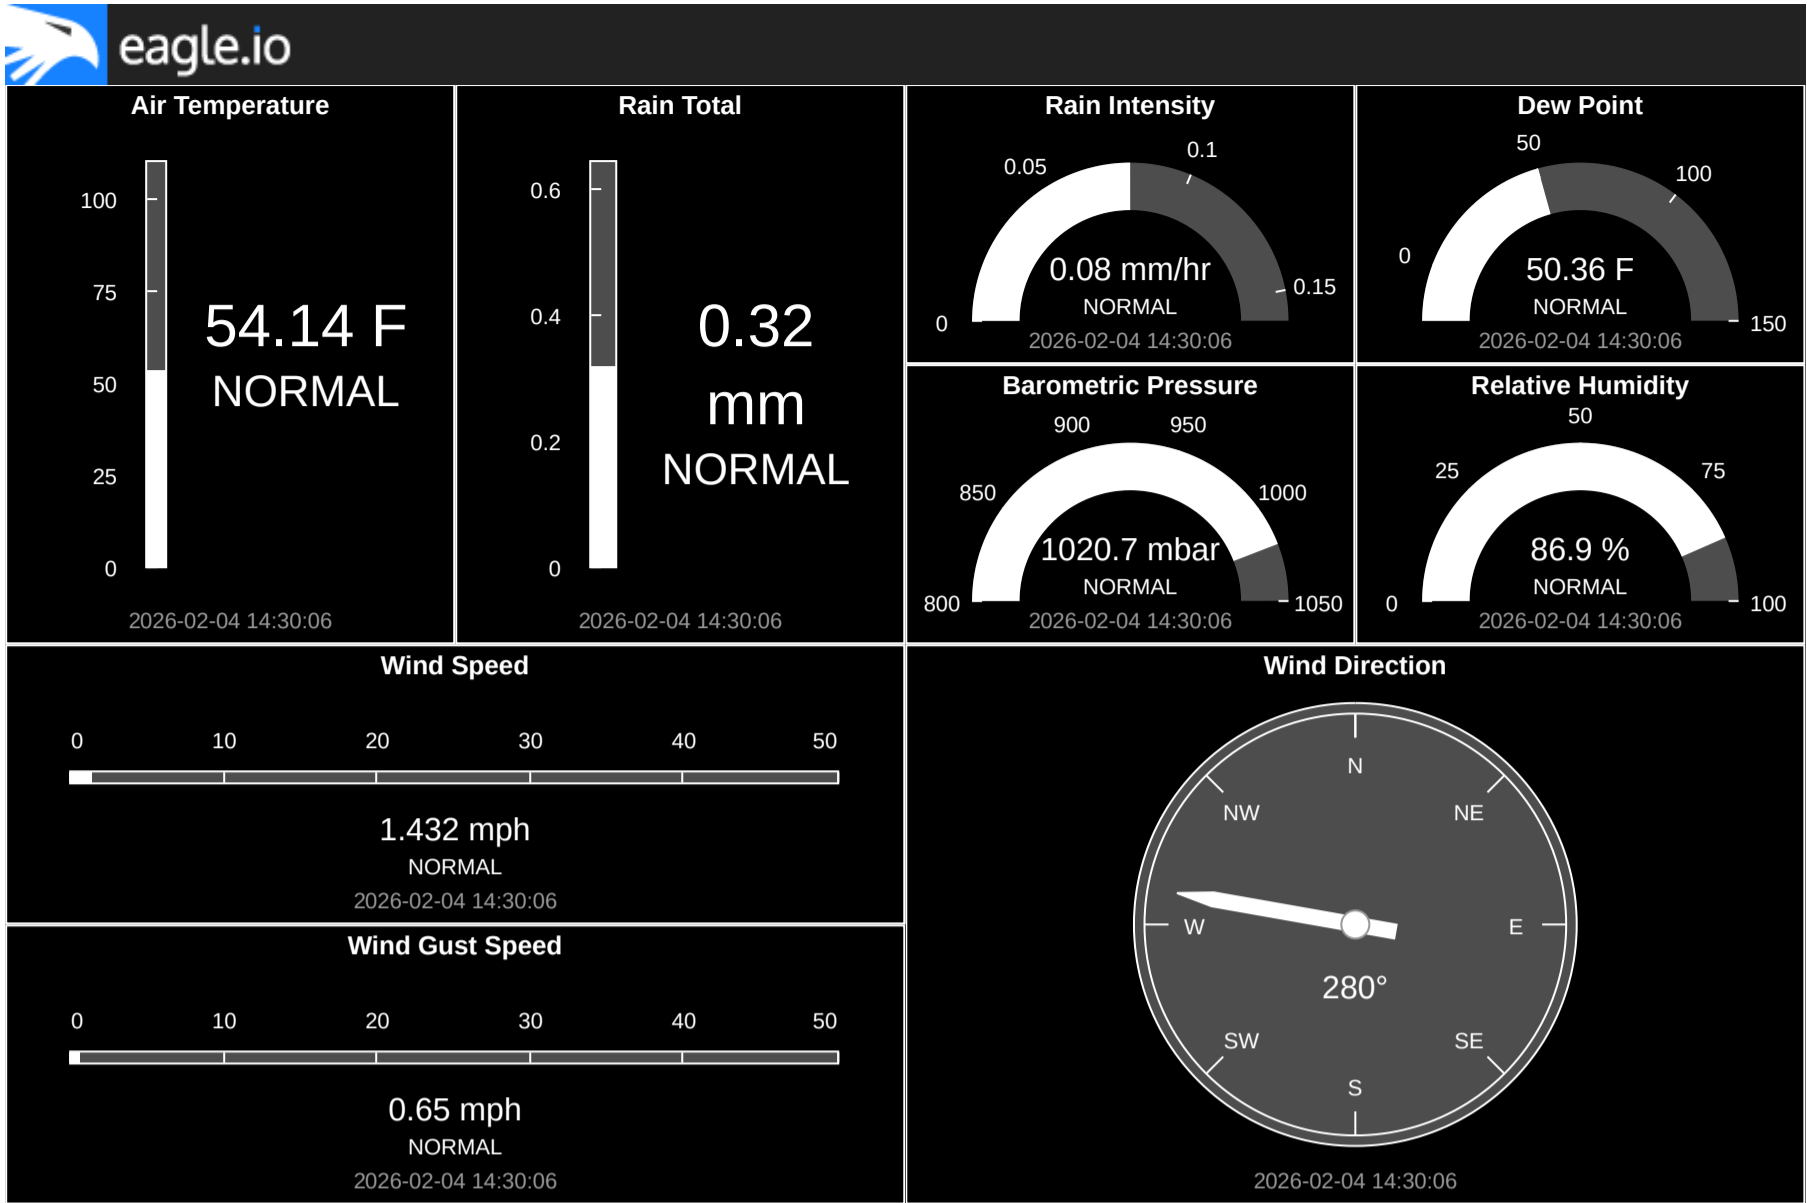 eagle.io
Air Temperature
100
75
50
25
0
54.14 F
NORMAL
2026-02-04 14:30:06
Rain Total
0.6
0.4
0.2
0
0.32
mm
NORMAL
2026-02-04 14:30:06
Rain Intensity
0
0.05
0.1
0.15
0.08 mm/hr
NORMAL
2026-02-04 14:30:06
Dew Point
0
50
100
150
50.36 F
NORMAL
2026-02-04 14:30:06
Barometric Pressure
800
850
900
950
1000
1050
1020.7 mbar
NORMAL
2026-02-04 14:30:06
Relative Humidity
0
25
50
75
100
86.9 %
NORMAL
2026-02-04 14:30:06
Wind Speed
0 10 20 30 40 50
1.432 mph
NORMAL
2026-02-04 14:30:06
Wind Gust Speed
0 10 20 30 40 50
0.65 mph
NORMAL
2026-02-04 14:30:06
Wind Direction
N
NW NE
W E
280°
SW SE
S
2026-02-04 14:30:06